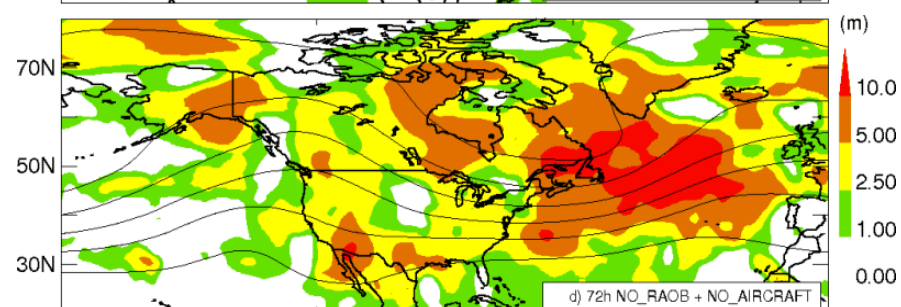 (m)
70N
10.0
5.00
50N
2.50
1.00
30N
0.00
d) 72h NO_RAOB + NO_AIRCRAFT